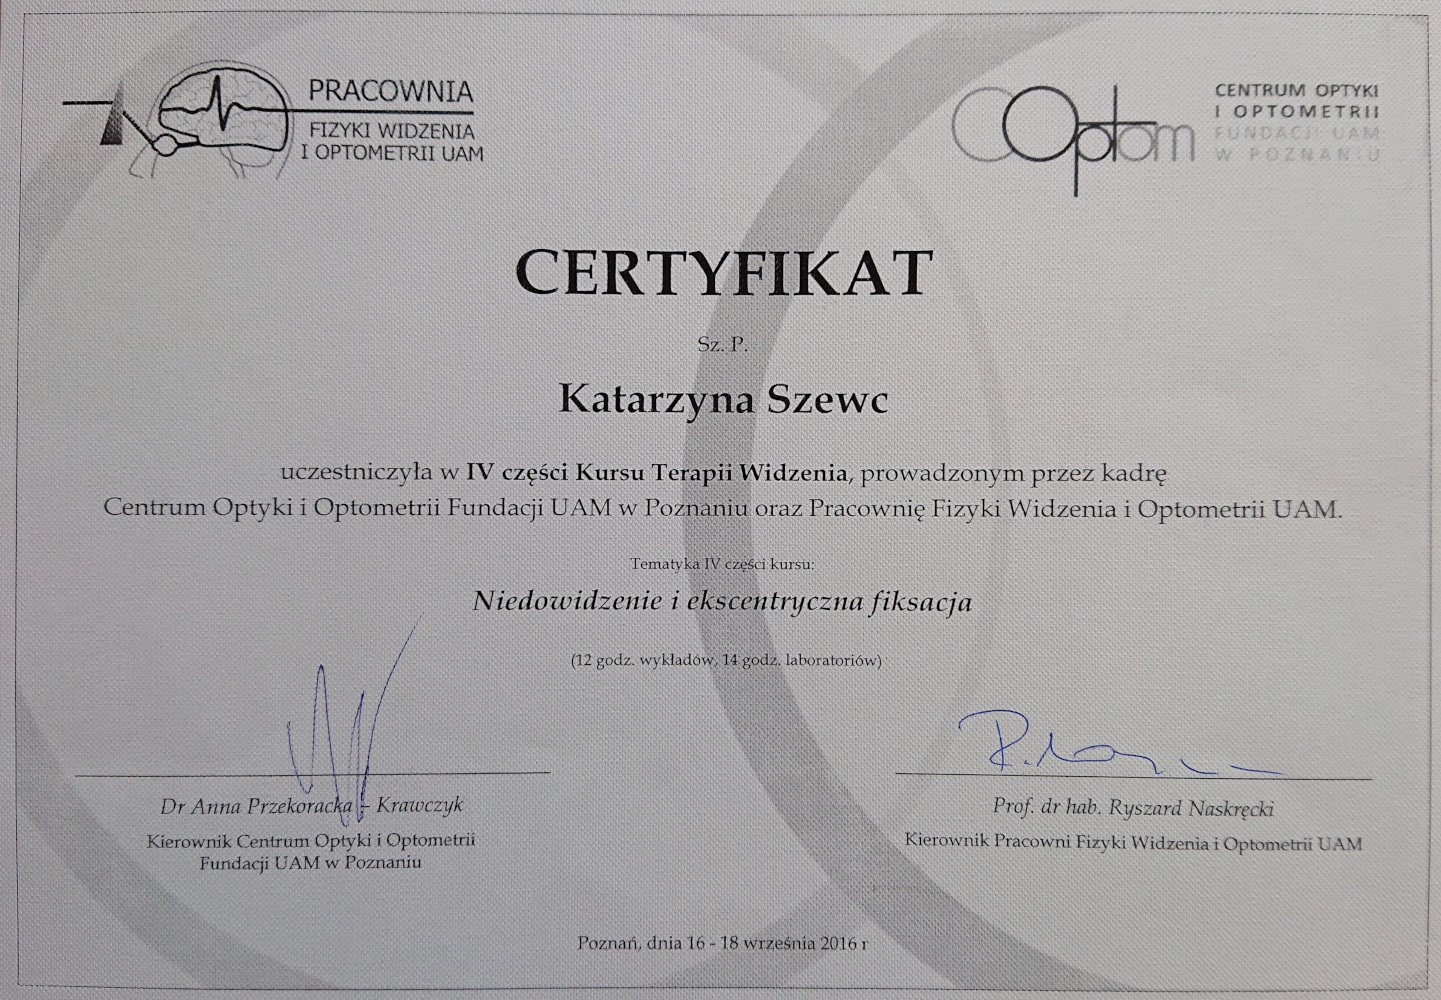 PRACOWNIA
FIZYKI WIDZENIA
I OPTOMETRII UAM
COptom
CENTRUM OPTYKI
I OPTOMETRII
FUNDACJI UAM
W POZNANIU
CERTYFIKAT
Sz. P.
Katarzyna Szewc
uczestniczyła w IV części Kursu Terapii Widzenia, prowadzonym przez kadrę
Centrum Optyki i Optometrii Fundacji UAM w Poznaniu oraz Pracownię Fizyki Widzenia i Optometrii UAM.
Tematyka IV części kursu:
Niedowidzenie i ekscentryczna fiksacja
(12 godz. wykładów, 14 godz. laboratoriów)
Dr Anna Przekoracka – Krawczyk
Kierownik Centrum Optyki i Optometrii
Fundacji UAM w Poznaniu
Prof. dr hab. Ryszard Naskręcki
Kierownik Pracowni Fizyki Widzenia i Optometrii UAM
Poznań, dnia 16 - 18 września 2016 r